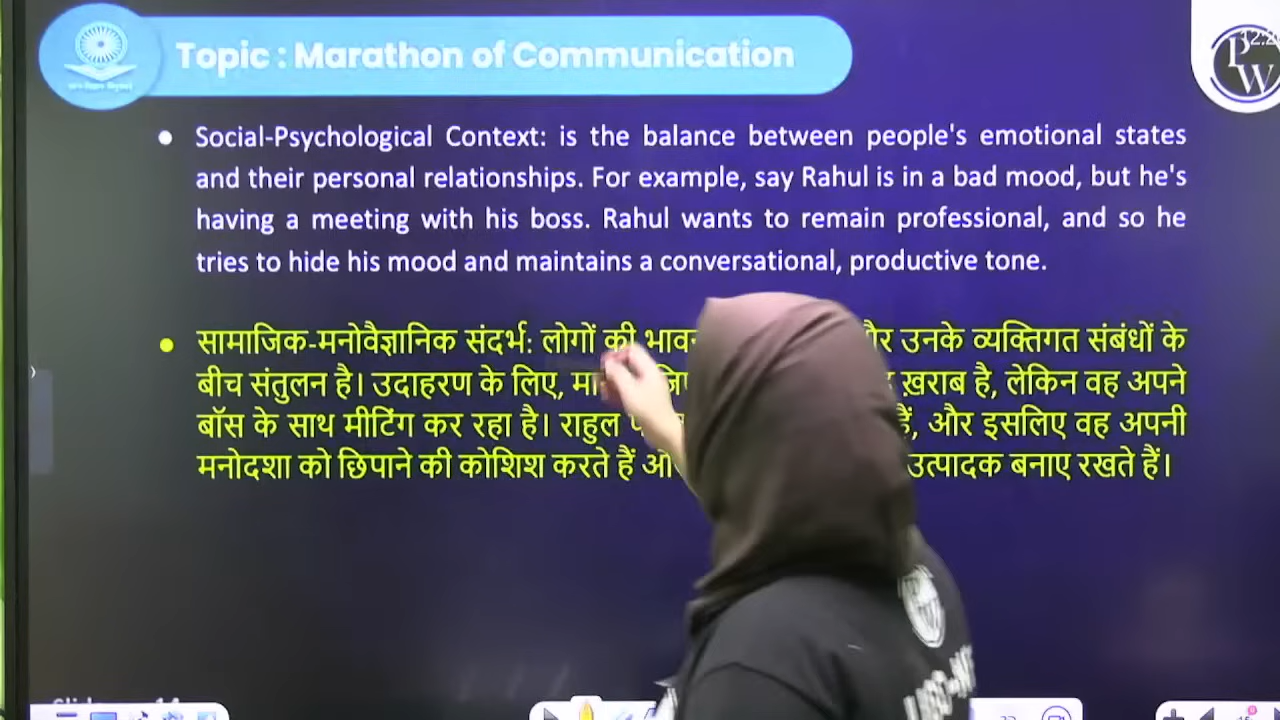 Topic : Marathon of Communication
Social-Psychological Context: is the balance between people's emotional states
and their personal relationships. For example, say Rahul is in a bad mood, but he's
having a meeting with his boss. Rahul wants to remain professional, and so he
tries to hide his mood and maintains a conversational, productive tone.
सामाजिक-मनोवैज्ञानिक संदर्भ: लोगों की उनके व्यक्तिगत संबंधों के
बीच संतुलन है। उदाहरण के लिए, ख़राब है, लेकिन वह अपने
बॉस के साथ मीटिंग कर रहा है। राहुल और इसलिए वह अपनी
मनोदशा को छिपाने की कोशिश करते हैं उत्पादक बनाए रखते हैं।
PW